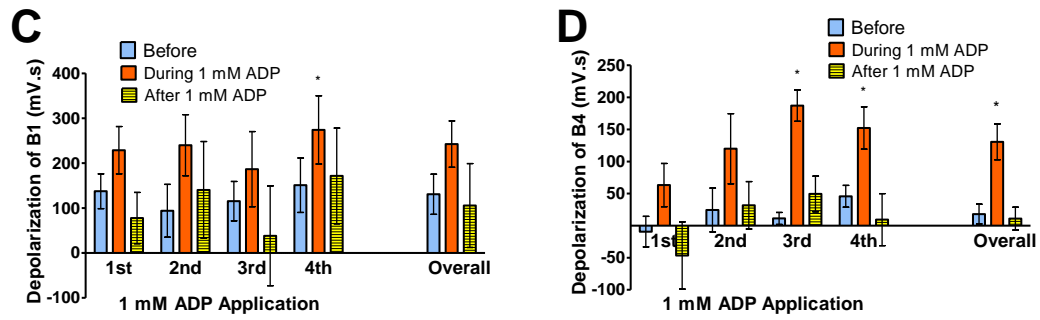 C
Before
During 1 mM ADP
After 1 mM ADP
Depolarization of B1 (mV.s)
400
300
200
100
0
-100
*
1st 2nd 3rd 4th Overall
1 mM ADP Application
D
Before
During 1 mM ADP
After 1 mM ADP
Depolarization of B4 (mV.s)
250
200
150
100
50
-50
-100
* * *
1st 2nd 3rd 4th Overall
1 mM ADP Application